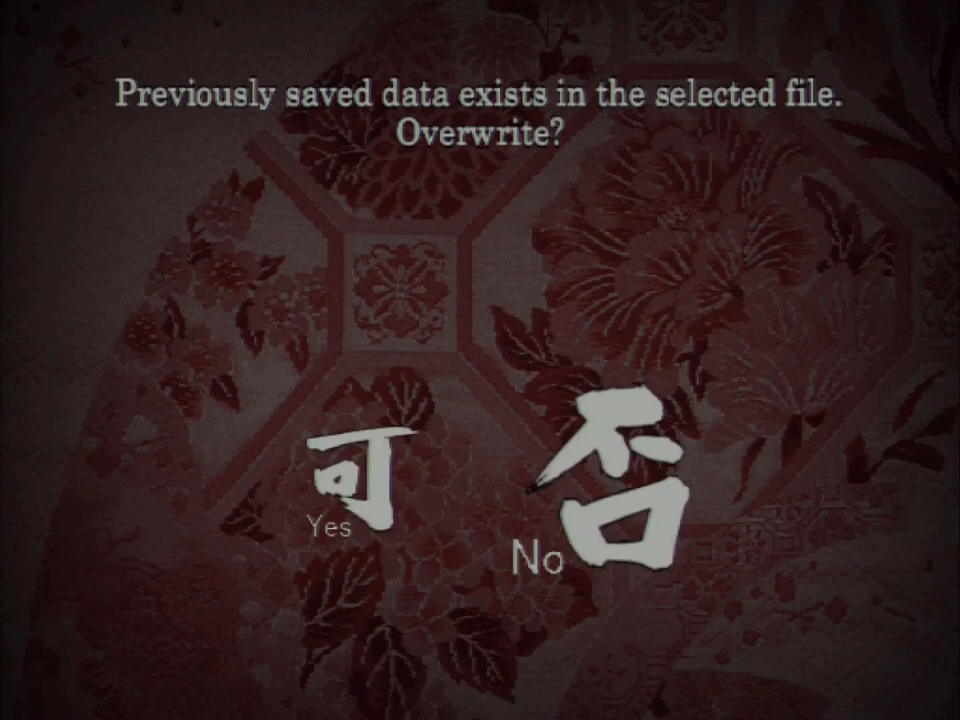 Previously saved data exists in the selected file.
Overwrite?
可
Yes
否
No